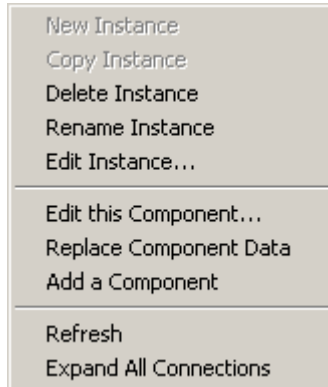 New Instance
Copy Instance
Delete Instance
Rename Instance
Edit Instance...
Edit this Component...
Replace Component Data
Add a Component
Refresh
Expand All Connections